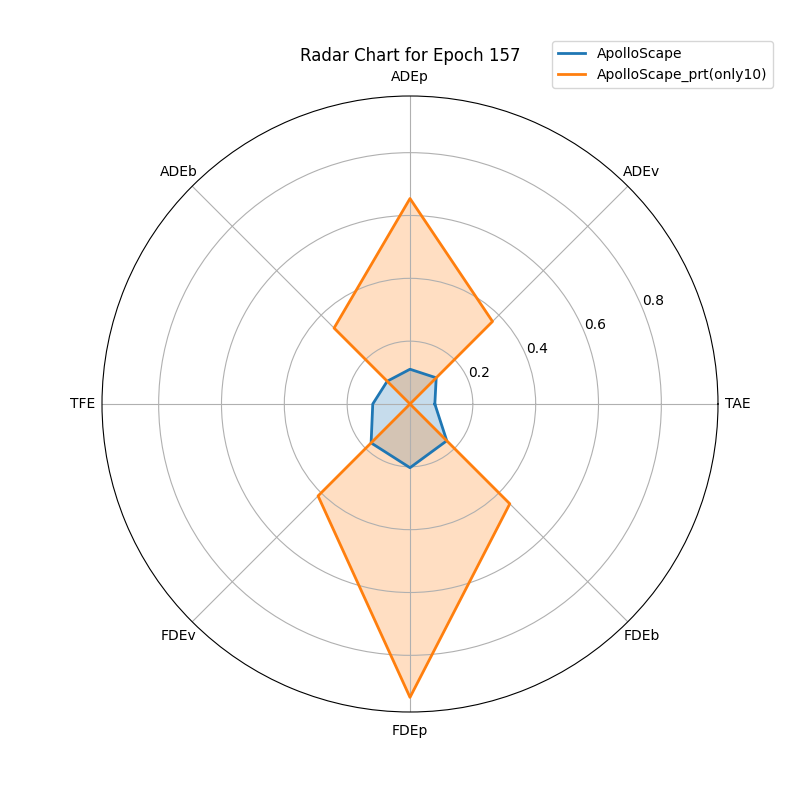 Radar Chart for Epoch 157
ApolloScape
ApolloScape_prt(only10)
ADEp
ADEb
ADEv
0.8
0.6
0.4
0.2
TFE
TAE
FDEv
FDEb
FDEp